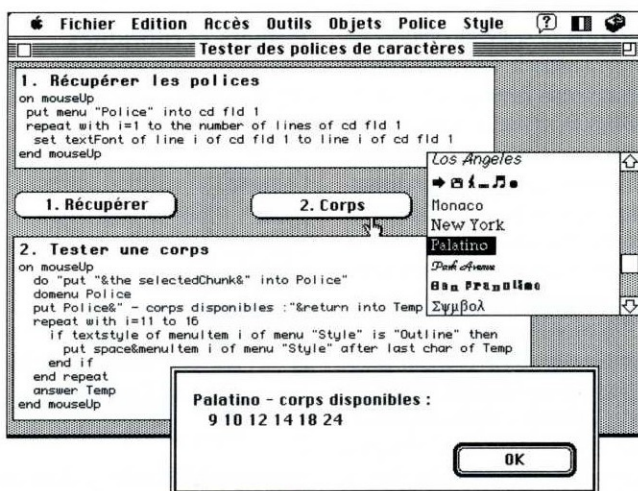 Fichier Edition Accès Outils Objets Police Style
Tester des polices de caractères
1. Récupérer les polices
on mouseUp
put menu "Police" into cd fld 1
repeat with i=1 to the number of lines of cd fld 1
set textFont of line i of cd fld 1 to line i of cd fld 1
end mouseUp
1. Récupérer
2. Corps
Los Angeles
Monaco
New York
Palatino
Park Avenue
San Francisco
Σψμβολ
2. Tester une corps
on mouseUp
do "put "&the selectedChunk&" into Police"
domenu Police
put Police&" - corps disponibles :"&return into Temp
repeat with i=11 to 16
if textstyle of menuItem i of menu "Style" is "Outline" then
put space&menuItem i of menu "Style" after last char of Temp
end if
end repeat
answer Temp
end mouseUp
Palatino - corps disponibles :
9 10 12 14 18 24
OK